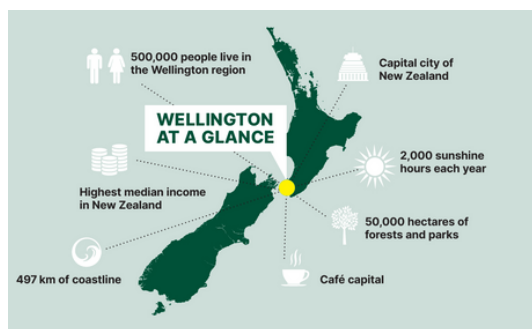 500,000 people live in
the Wellington region
Capital city of
New Zealand
WELLINGTON
AT A GLANCE
2,000 sunshine
hours each year
Highest median income
in New Zealand
50,000 hectares of
forests and parks
497 km of coastline
Café capital